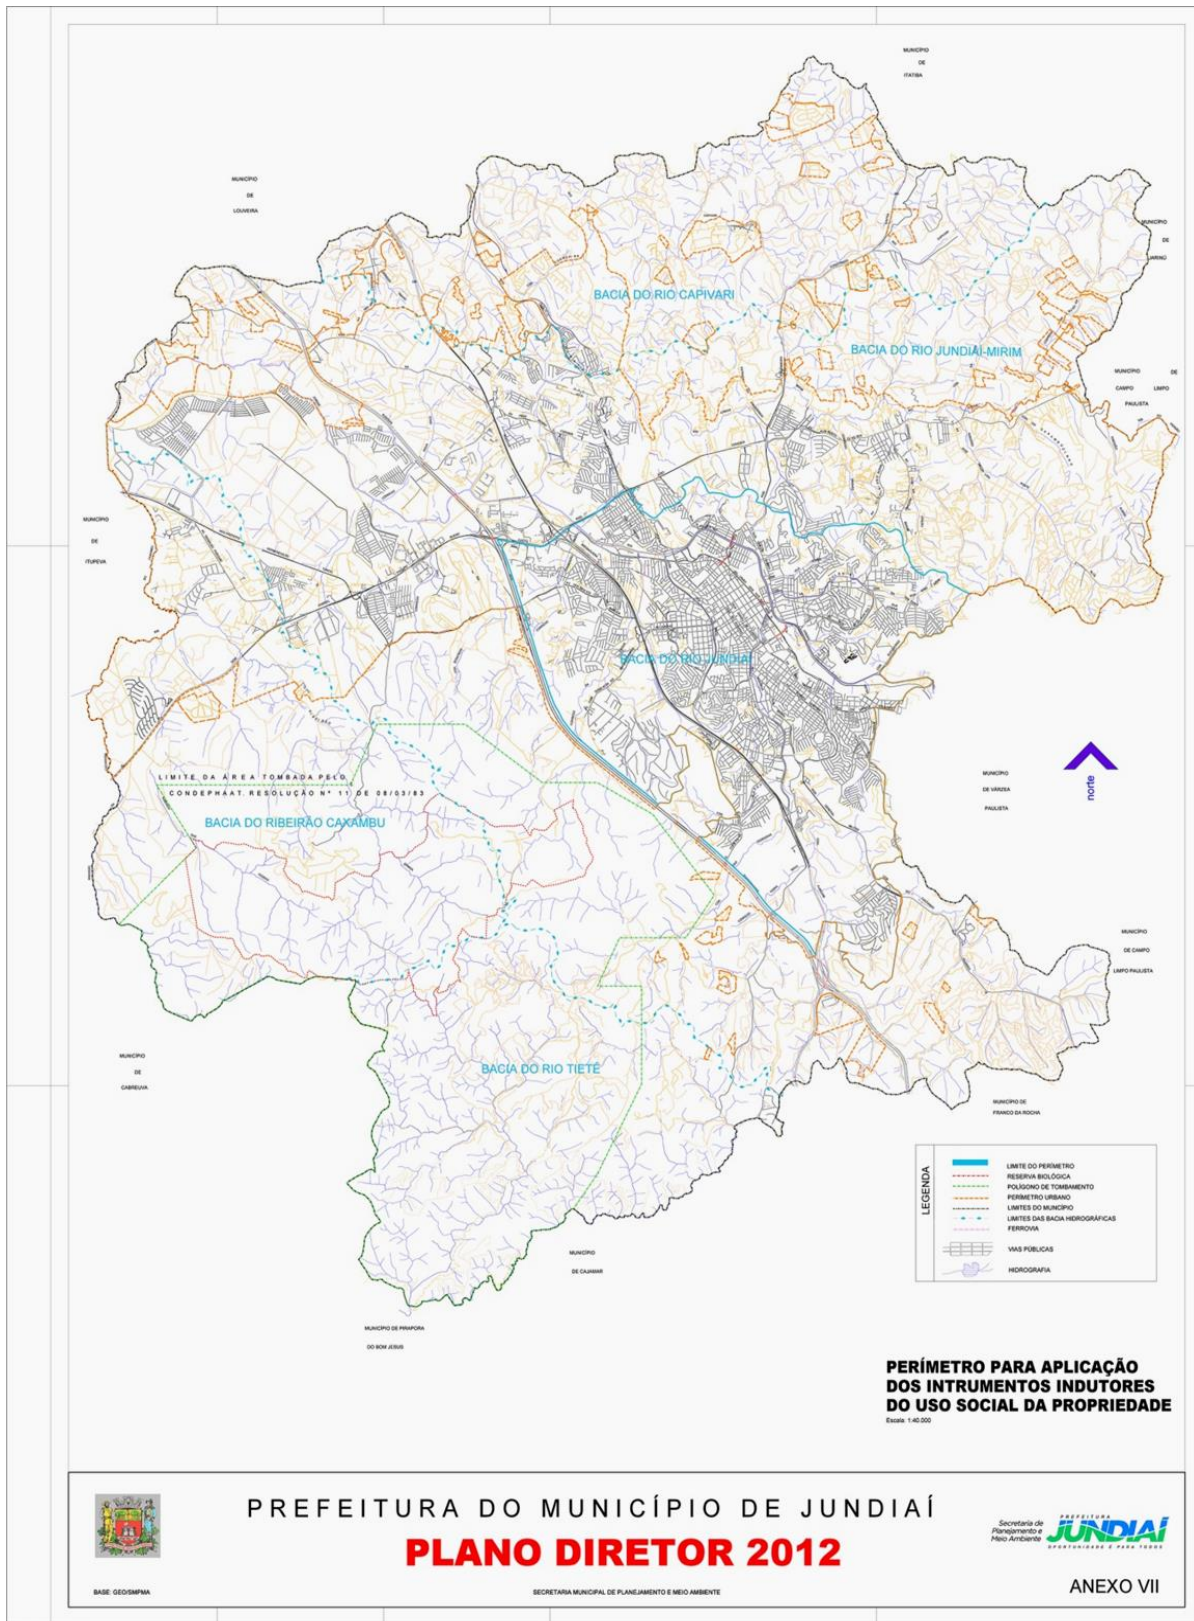 MUNICÍPIO
DE
ITATIBA
MUNICÍPIO
DE
LOUVEIRA
MUNICÍPIO
DE
JARINÚ
BACIA DO RIO CAPIVARI
BACIA DO RIO JUNDIAÍ-MIRIM
MUNICÍPIO DE
CAMPO LIMPO
PAULISTA
MUNICÍPIO
DE
ITUPEVA
BACIA DO RIO JUNDIAÍ
LIMITE DA ÁREA TOMBADA PELO
CONDEPHAAT. RESOLUÇÃO Nº 11 DE 08/03/83
BACIA DO RIBEIRÃO CAXAMBU
norte
MUNICÍPIO
DE VÁRZEA
PAULISTA
MUNICÍPIO
DE CAMPO
LIMPO PAULISTA
MUNICÍPIO
DE
CABREUVA
BACIA DO RIO TIETÊ
MUNICÍPIO DE
FRANCO DA ROCHA
MUNICÍPIO
DE CAJAMAR
MUNICÍPIO DE PIRAPORA
DO BOM JESUS
LEGENDA
LIMITE DO PERÍMETRO
RESERVA BIOLÓGICA
POLÍGONO DE TOMBAMENTO
PERÍMETRO URBANO
LIMITES DO MUNCÍPIO
LIMITES DAS BACIA HIDROGRÁFICAS
FERROVIA
VIAS PÚBLICAS
HIDROGRAFIA
PERÍMETRO PARA APLICAÇÃO
DOS INTRUMENTOS INDUTORES
DO USO SOCIAL DA PROPRIEDADE
Escala: 1:40.000
PREFEITURA DO MUNICÍPIO DE JUNDIAÍ
PLANO DIRETOR 2012
BASE: GEO/SMPMA
SECRETARIA MUNICIPAL DE PLANEJAMENTO E MEIO AMBIENTE
Secretaria de
Planejamento e
Meio Ambiente
PREFEITURA
JUNDIAÍ
OPORTUNIDADE É PARA TODOS
ANEXO VII